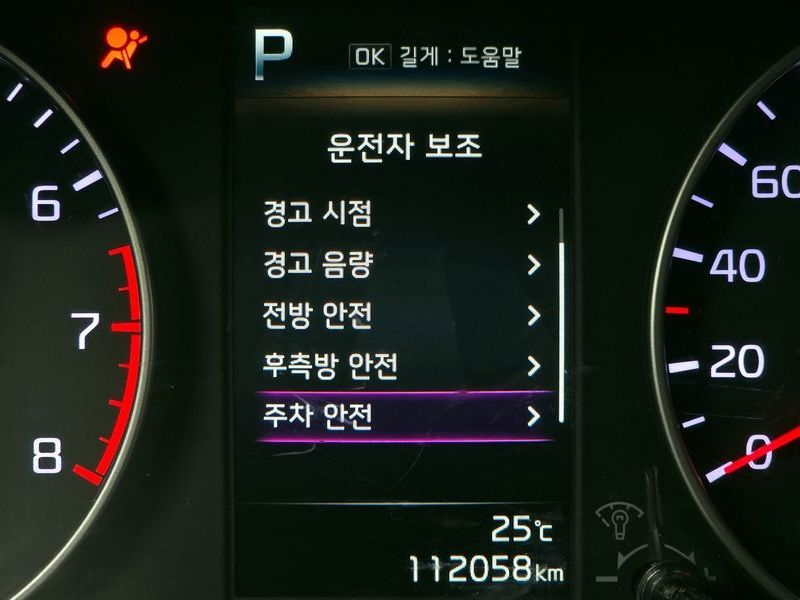 P
OK 길게 : 도움말
운전자 보조
경고 시점
경고 음량
전방 안전
후측방 안전
주차 안전
25℃
112058km
6
7
8
60
40
20
0